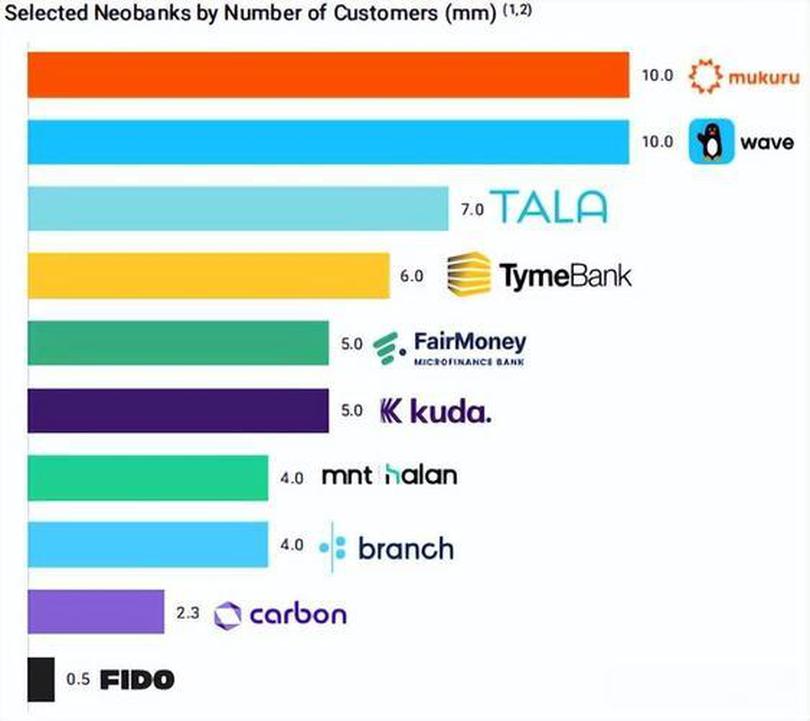 Selected Neobanks by Number of Customers (mm) (1,2)
10.0 mukuru
10.0 wave
7.0 TALA
6.0 TymeBank
5.0 FairMoney
MICROFINANCE BANK
5.0 kuda.
4.0 mnt halan
4.0 branch
2.3 carbon
0.5 FIDO